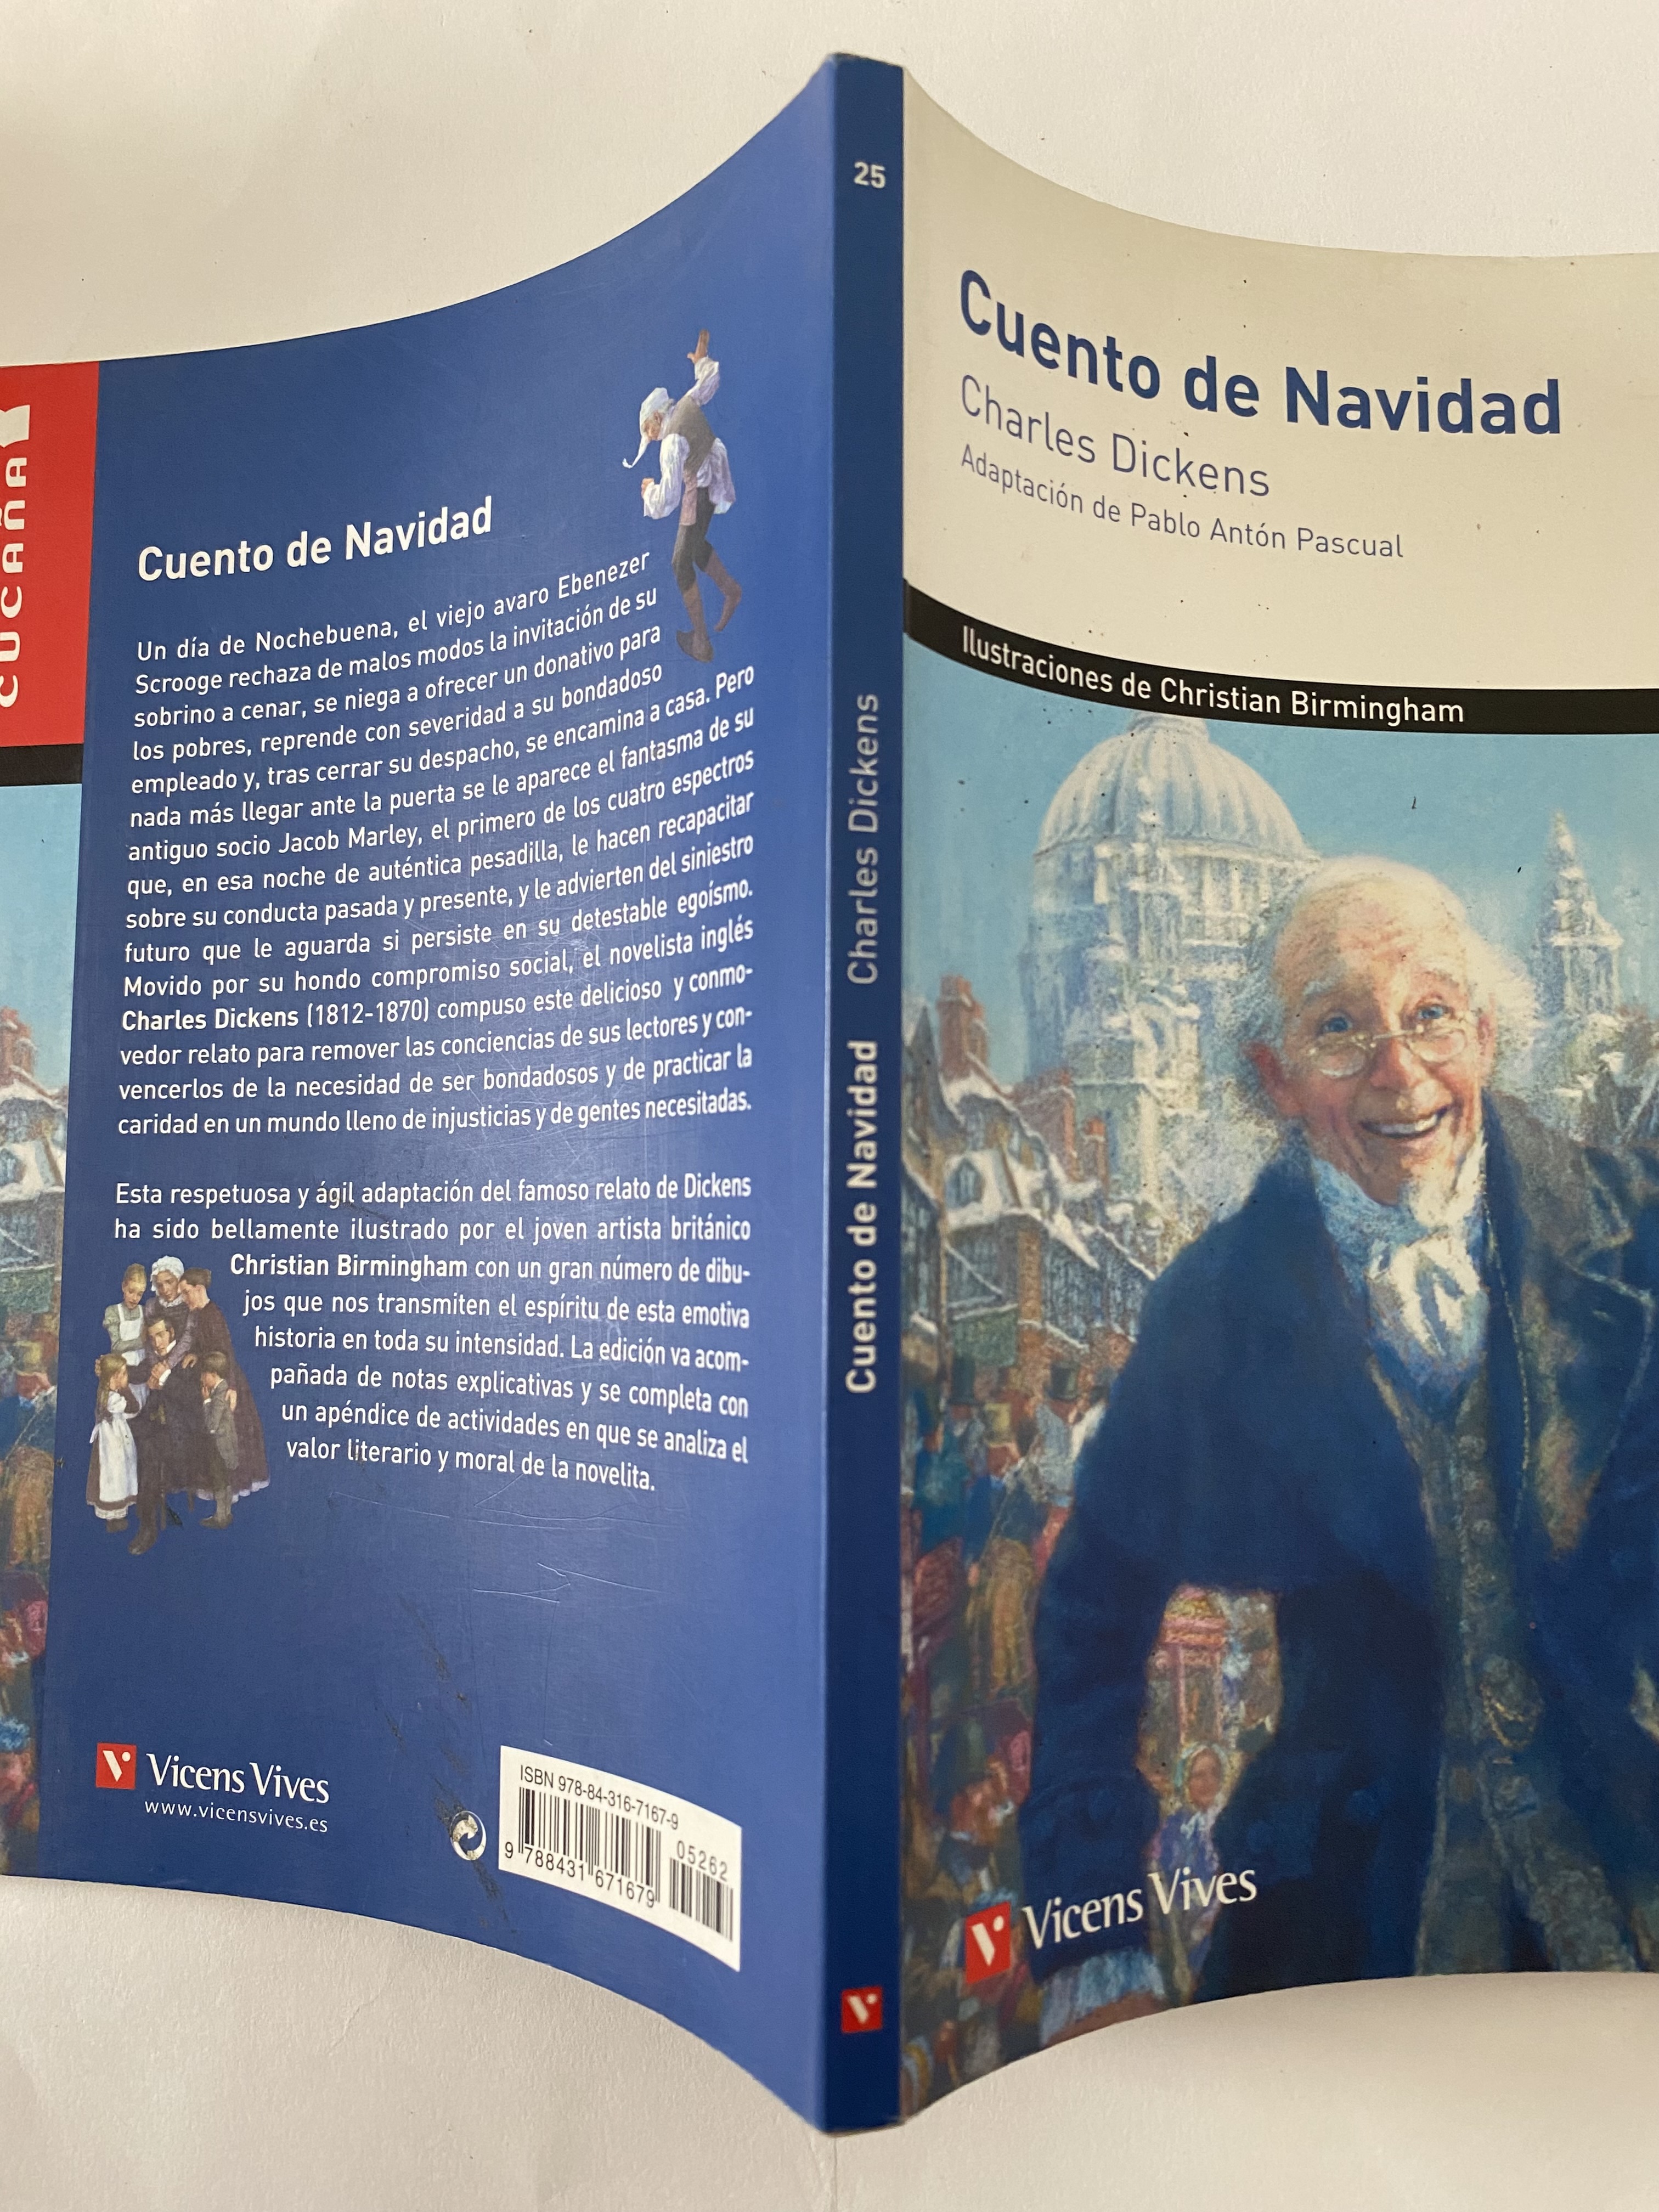 CUCAÑA
Cuento de Navidad
Un día de Nochebuena, el viejo avaro Ebenezer
Scrooge rechaza de malos modos la invitación de su
sobrino a cenar, se niega a ofrecer un donativo para
los pobres, reprende con severidad a su bondadoso
empleado y, tras cerrar su despacho, se encamina a casa. Pero
nada más llegar ante la puerta se le aparece el fantasma de su
antiguo socio Jacob Marley, el primero de los cuatro espectros
que, en esa noche de auténtica pesadilla, le hacen recapacitar
sobre su conducta pasada y presente, y le advierten del siniestro
futuro que le aguarda si persiste en su detestable egoísmo.
Movido por su hondo compromiso social, el novelista inglés
Charles Dickens (1812-1870) compuso este delicioso y conmo-
vedor relato para remover las conciencias de sus lectores y con-
vencerlos de la necesidad de ser bondadosos y de practicar la
caridad en un mundo lleno de injusticias y de gentes necesitadas.
Esta respetuosa y ágil adaptación del famoso relato de Dickens
ha sido bellamente ilustrado por el joven artista británico
Christian Birmingham con un gran número de dibu-
jos que nos transmiten el espíritu de esta emotiva
historia en toda su intensidad. La edición va acom-
pañada de notas explicativas y se completa con
un apéndice de actividades en que se analiza el
valor literario y moral de la novelita.
Vicens Vives
www.vicensvives.es
ISBN 978-84-316-7167-9
05262
9 788431 671679
25
Cuento de Navidad Charles Dickens
Cuento de Navidad
Charles Dickens
Adaptación de Pablo Antón Pascual
Ilustraciones de Christian Birmingham
Vicens Vives